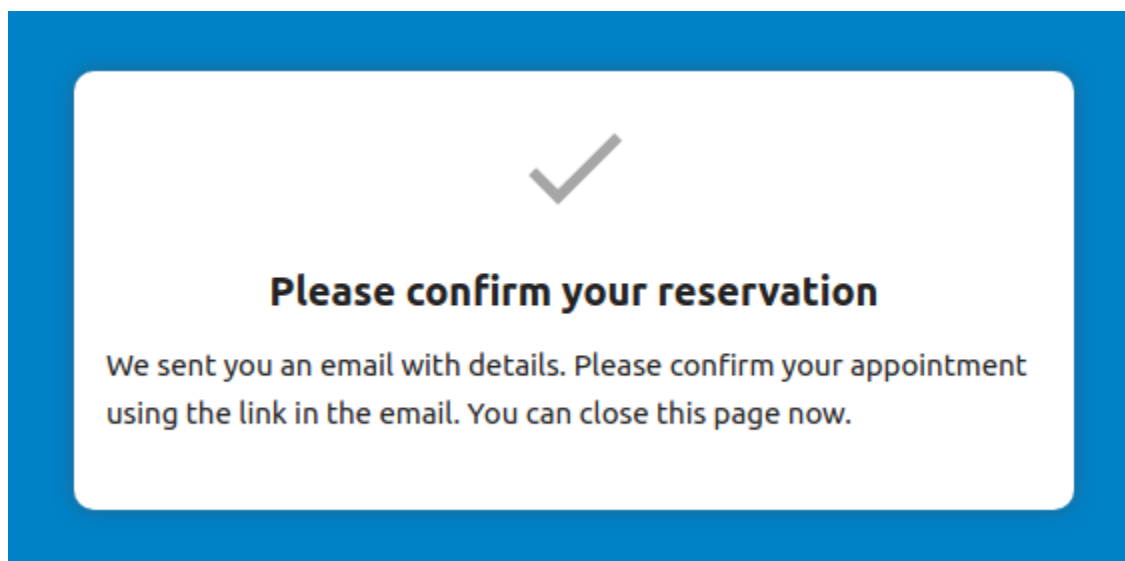 Please confirm your reservation
We sent you an email with details. Please confirm your appointment
using the link in the email. You can close this page now.